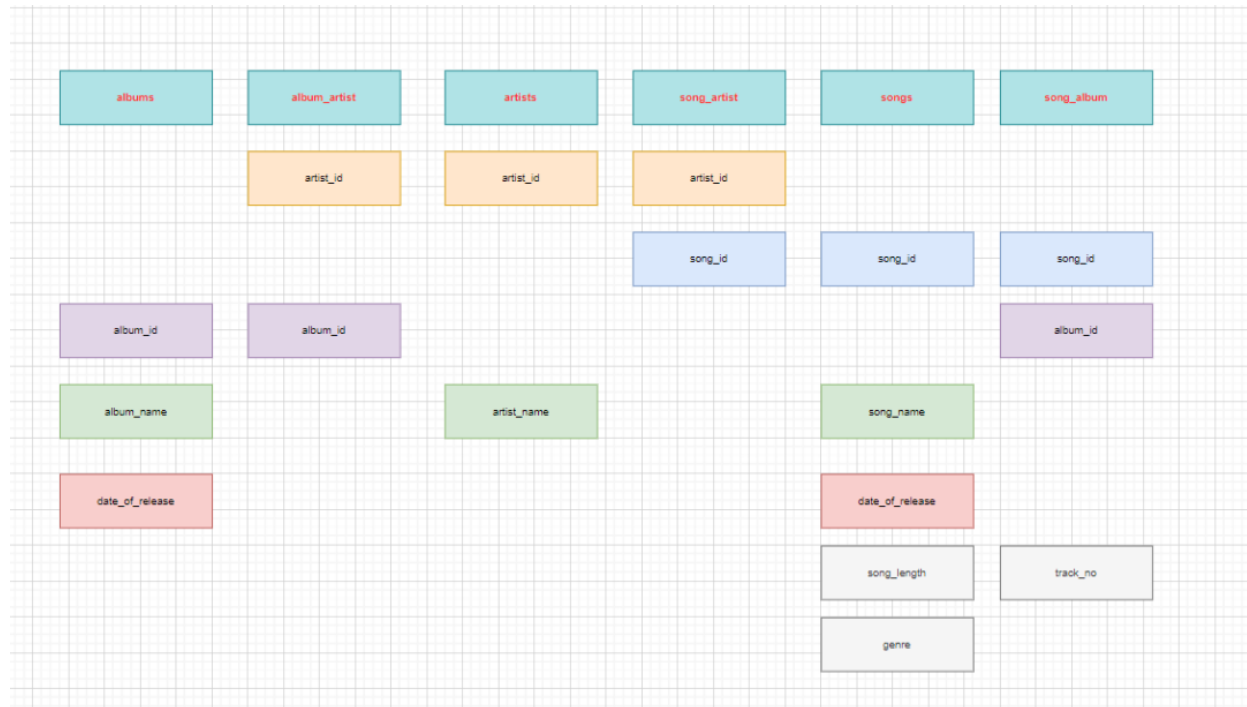 albums album_artist artists song_artist songs song_album
artist_id artist_id artist_id
song_id song_id song_id
album_id album_id album_id
album_name artist_name song_name
date_of_release date_of_release
song_length track_no
genre